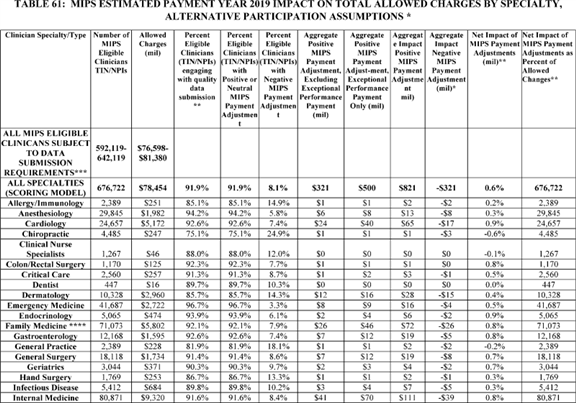 TABLE 61: MIPS ESTIMATED PAYMENT YEAR 2019 IMPACT ON TOTAL ALLOWED CHARGES BY SPECIALTY,
ALTERNATIVE PARTICIPATION ASSUMPTIONS *
Clinician Specialty/Type
Number of
MIPS
Eligible
Clinicians
TIN/NPIs
Allowed
Charges
(mil)
Percent
Eligible
Clinicians
(TIN/NPIs)
engaging
with quality
data
submission
**
Percent
Eligible
Clinicians
(TIN/NPIs)
with
Positive or
Neutral
MIPS
Payment
Adjustmen
t
Percent
Eligible
Clinicians
(TIN/NPIs)
with
Negative
MIPS
Payment
Adjustmen
t
Aggregate
Positive
MIPS
Payment
Adjustment,
Excluding
Exceptional
Performance
Payment
(mil)
Aggregate
Positive
MIPS
Payment
Adjust-ment,
Exceptional
Performance
Payment
Only (mil)
Aggregat
e Impact
Positive
MIPS
Payment
Adjustme
nt
mil)
Aggregate
Impact
Negative
MIPS
Payment
Adjustment
(mil)*
Net Impact of
MIPS Payment
Adjustments
(mil)**
Net Impact of
MIPS Payment
Adjustments as
Percent of
Allowed
Changes**
ALL MIPS ELIGIBLE
CLINICANS SUBJECT
TO DATA
SUBMISSION
REQUIREMENTS***
592,119-
642,119
$76,598-
$81,380
ALL SPECIALTIES
(SCORING MODEL)
676,722 $78,454 91.9% 91.9% 8.1% $321 $500 $821 -$321 0.6% 676,722
Allergy/Immunology 2,389 $251 85.1% 85.1% 14.9% $1 $1 $2 -$2 0.2% 2,389
Anesthesiology 29,845 $1,982 94.2% 94.2% 5.8% $6 $8 $13 -$8 0.3% 29,845
Cardiology 24,657 $5,172 92.6% 92.6% 7.4% $24 $40 $65 -$17 0.9% 24,657
Chiropractic 4,485 $247 75.1% 75.1% 24.9% $1 $1 $1 -$3 -0.6% 4,485
Clinical Nurse
Specialists 1,267 $46 88.0% 88.0% 12.0% $0 $0 $0 $0 -0.1% 1,267
Colon/Rectal Surgery 1,170 $125 92.3% 92.3% 7.7% $0 $1 $1 $0 0.8% 1,170
Critical Care 2,560 $257 91.3% 91.3% 8.7% $1 $2 $3 -$1 0.5% 2,560
Dentist 447 $16 89.7% 89.7% 10.3% $0 $0 $0 $0 0.0% 447
Dermatology 10,328 $2,960 85.7% 85.7% 14.3% $12 $16 $28 -$15 0.4% 10,328
Emergency Medicine 41,687 $2,722 96.7% 96.7% 3.3% $8 $9 $16 -$4 0.5% 41,687
Endocrinology 5,065 $474 93.9% 93.9% 6.1% $2 $4 $6 -$2 0.9% 5,065
Family Medicine **** 71,073 $5,802 92.1% 92.1% 7.9% $26 $46 $72 -$26 0.8% 71,073
Gastroenterology 12,168 $1,595 92.6% 92.6% 7.4% $7 $12 $19 -$5 0.8% 12,168
General Practice 2,389 $228 81.9% 81.9% 18.1% $1 $1 $2 -$2 -0.2% 2,389
General Surgery 18,118 $1,734 91.4% 91.4% 8.6% $7 $12 $19 -$8 0.7% 18,118
Geriatrics 3,044 $371 90.3% 90.3% 9.7% $2 $3 $4 -$2 0.7% 3,044
Hand Surgery 1,769 $253 86.7% 86.7% 13.3% $1 $1 $2 -$1 0.3% 1,769
Infectious Disease 5,412 $684 89.8% 89.8% 10.2% $3 $4 $7 -$5 0.3% 5,412
Internal Medicine 80,871 $9,320 91.6% 91.6% 8.4% $41 $70 $111 -$39 0.8% 80,871